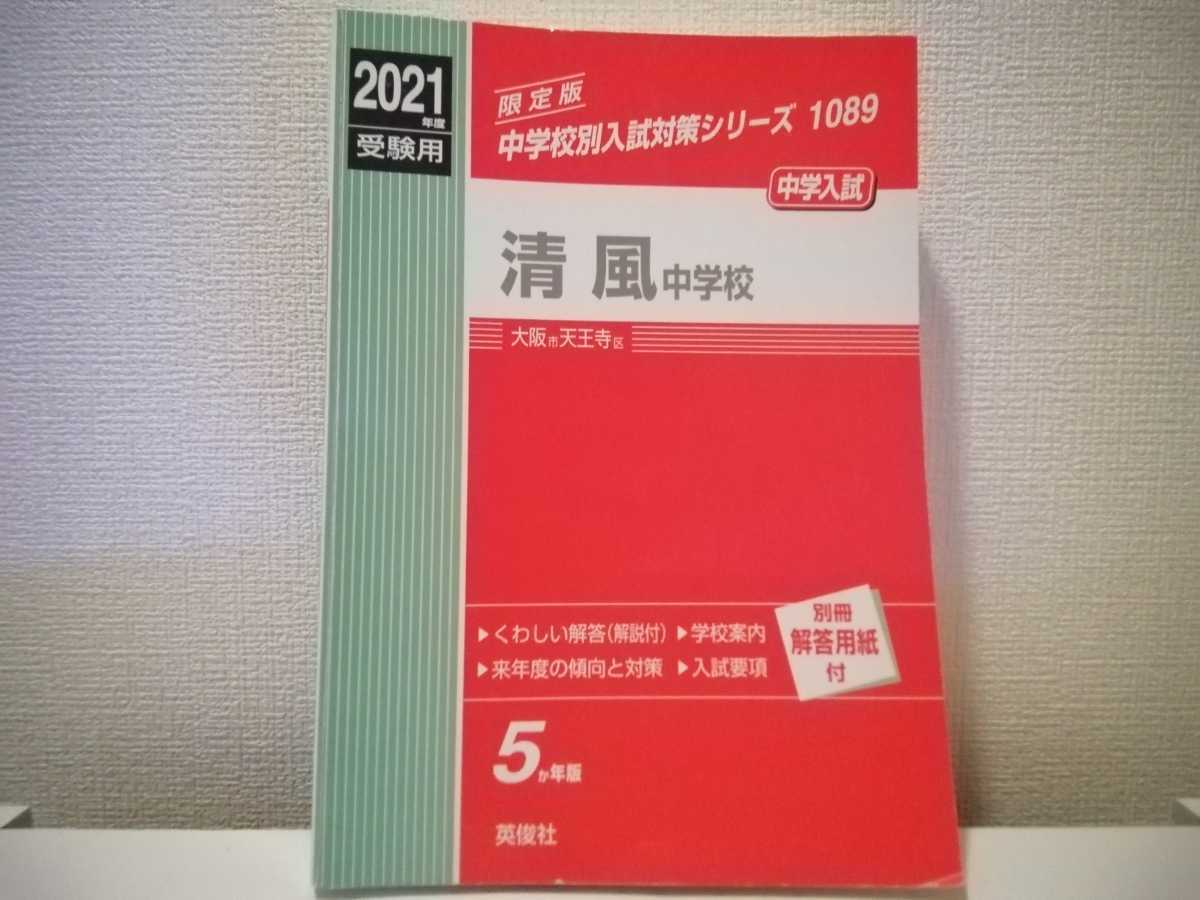 2021年度
受験用
限定版
中学校別入試対策シリーズ 1089
中学入試
清風中学校
大阪市天王寺区
▶くわしい解答(解説付) ▶学校案内
▶来年度の傾向と対策 ▶入試要項
別冊
解答用紙
付
5か年版
英俊社